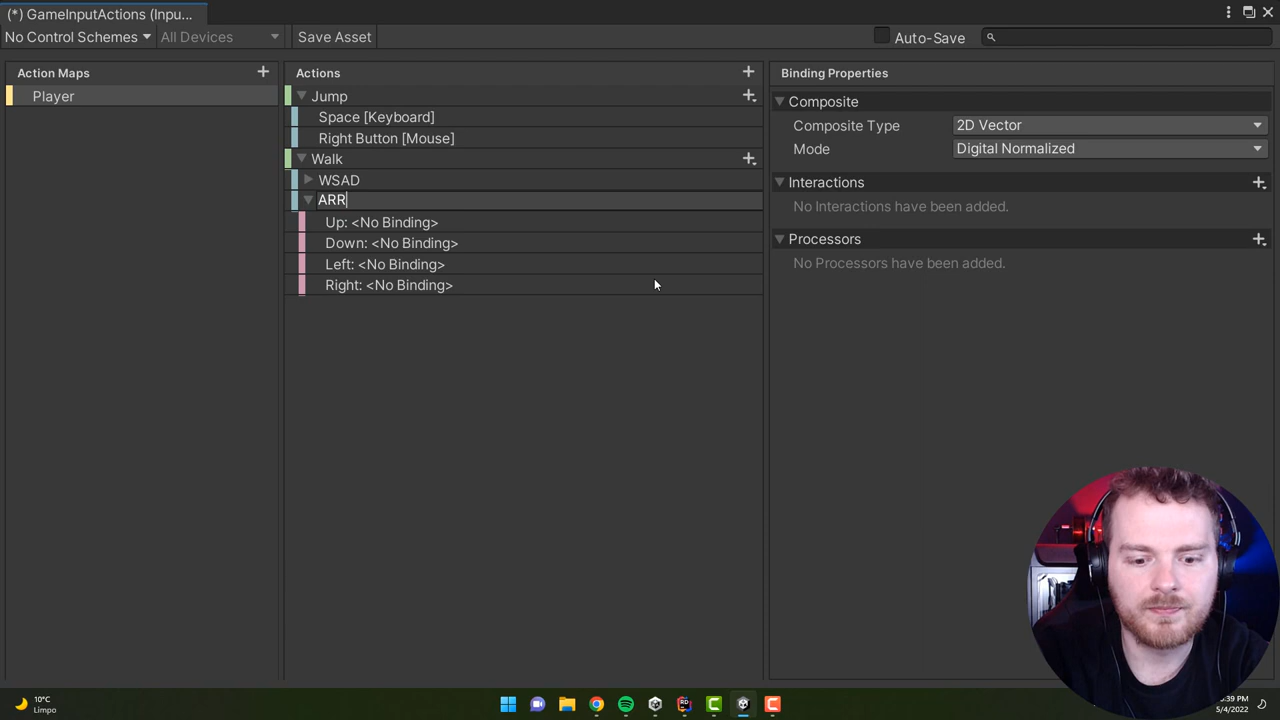 (*) GameInputActions (Inpu...
No Control Schemes
All Devices
Save Asset
Auto-Save
Action Maps
Actions
Binding Properties
Player
Jump
Space [Keyboard]
Right Button [Mouse]
Walk
WSAD
ARR
Up: <No Binding>
Down: <No Binding>
Left: <No Binding>
Right: <No Binding>
Composite
Composite Type
2D Vector
Mode
Digital Normalized
Interactions
No Interactions have been added.
Processors
No Processors have been added.
10°C
Limpo
:39 PM
5/4/2022